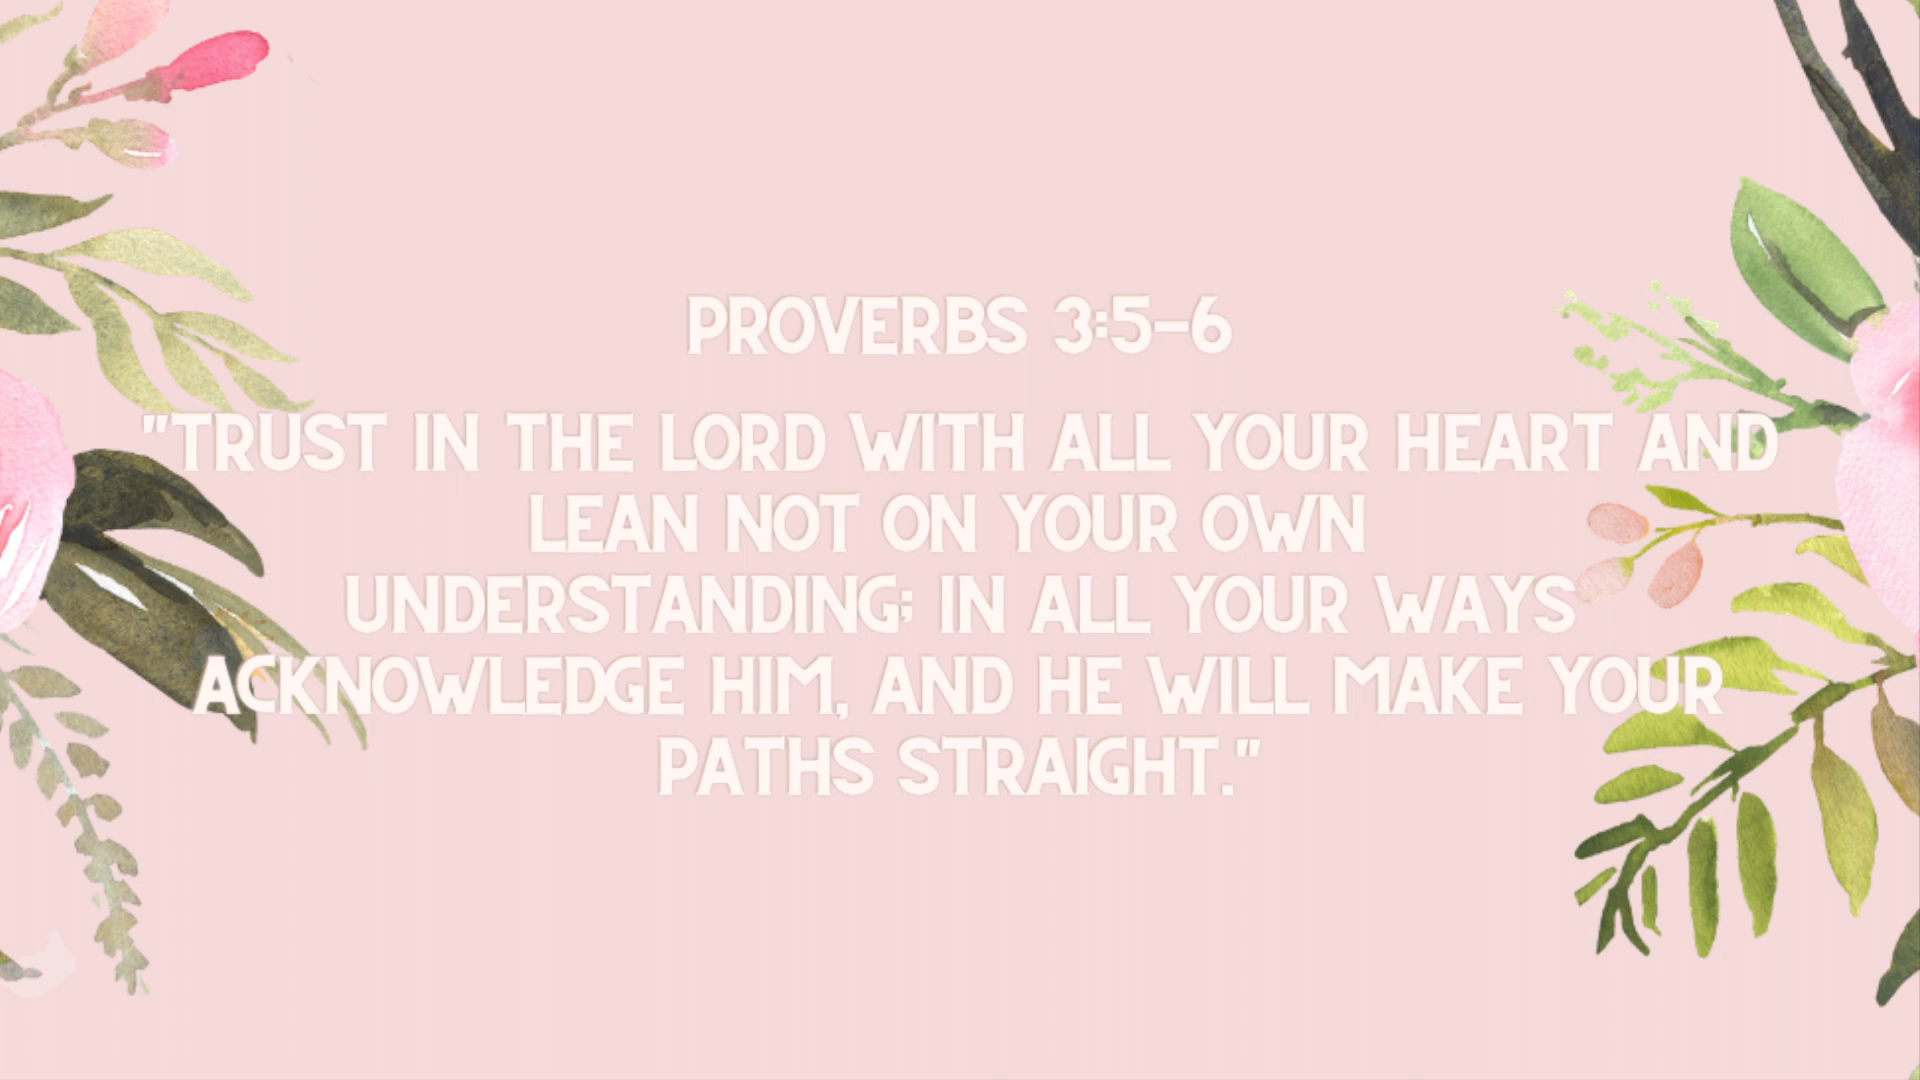 PROVERBS 3:5-6
"TRUST IN THE LORD WITH ALL YOUR HEART AND
LEAN NOT ON YOUR OWN
UNDERSTANDING; IN ALL YOUR WAYS
ACKNOWLEDGE HIM, AND HE WILL MAKE YOUR
PATHS STRAIGHT."